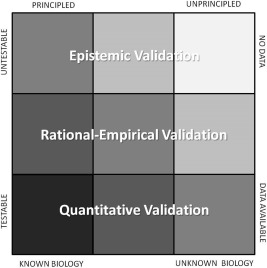 PRINCIPLED UNPRINCIPLED
UNTESTABLE
NO DATA
Epistemic Validation
Rational-Empirical Validation
Quantitative Validation
TESTABLE
DATA AVAILABLE
KNOWN BIOLOGY UNKNOWN BIOLOGY